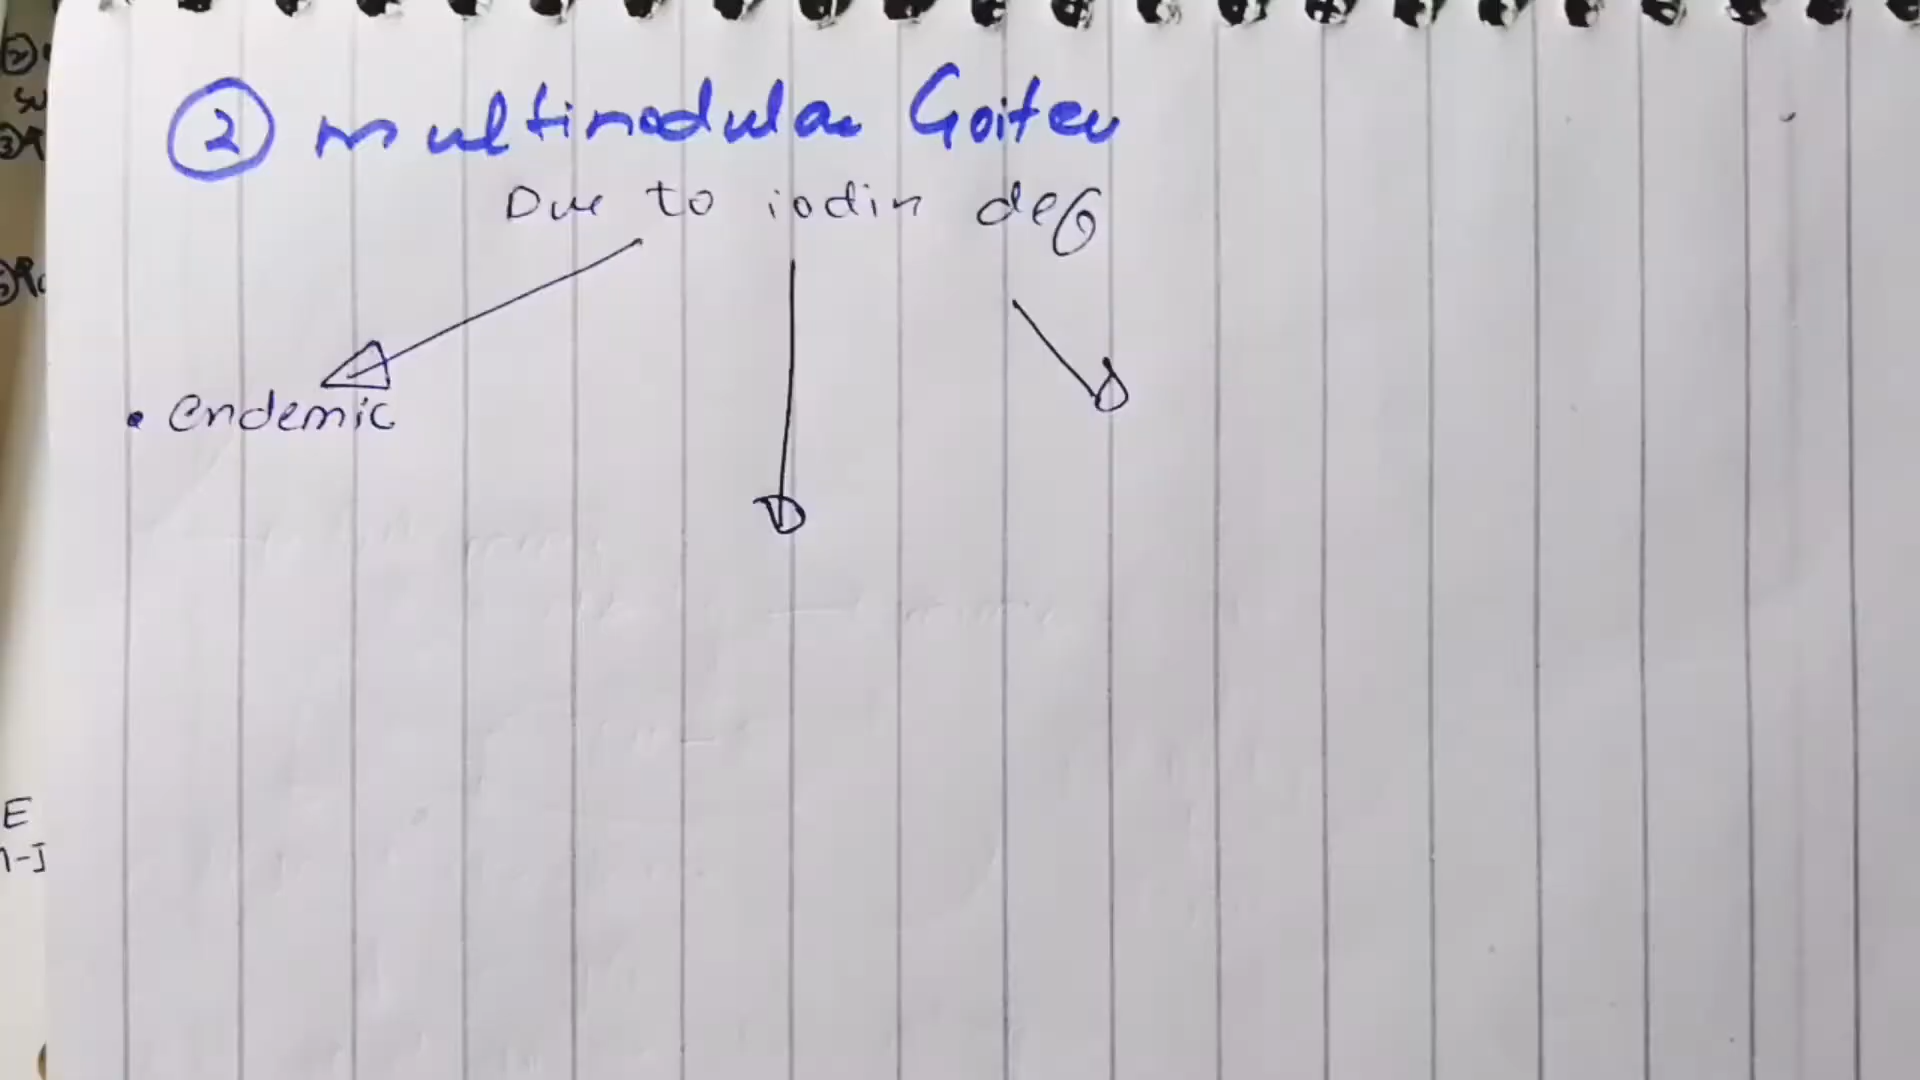 ② multinodular Goiter
Due to iodin def
• endemic
E